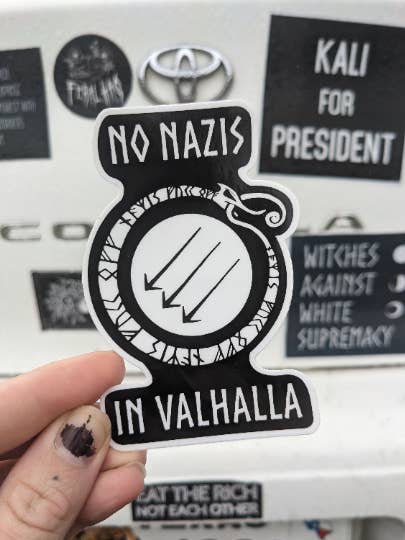 NO NAZIS
IN VALHALLA
KALI
FOR
PRESIDENT
WITCHES
AGAINST
WHITE
SUPREMACY
EAT THE RICH
NOT EACH OTHER